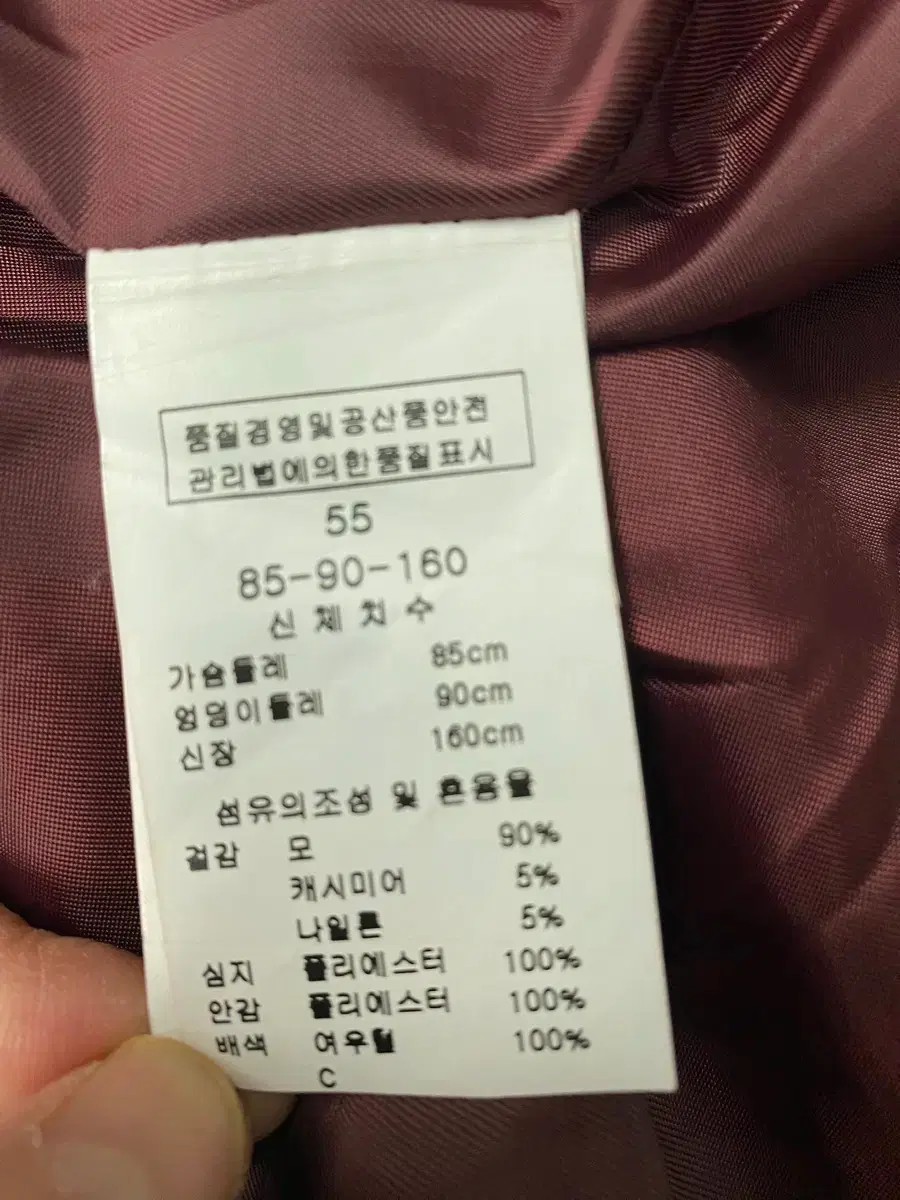 품질경영및공산품안전
관리법에의한품질표시
55
85-90-160
신체치수
가슴둘레 85cm
엉덩이둘레 90cm
신장 160cm
섬유의조성 및 혼용율
겉감 모 90%
캐시미어 5%
나일론 5%
심지 폴리에스터 100%
안감 폴리에스터 100%
배색 여우털 100%
C